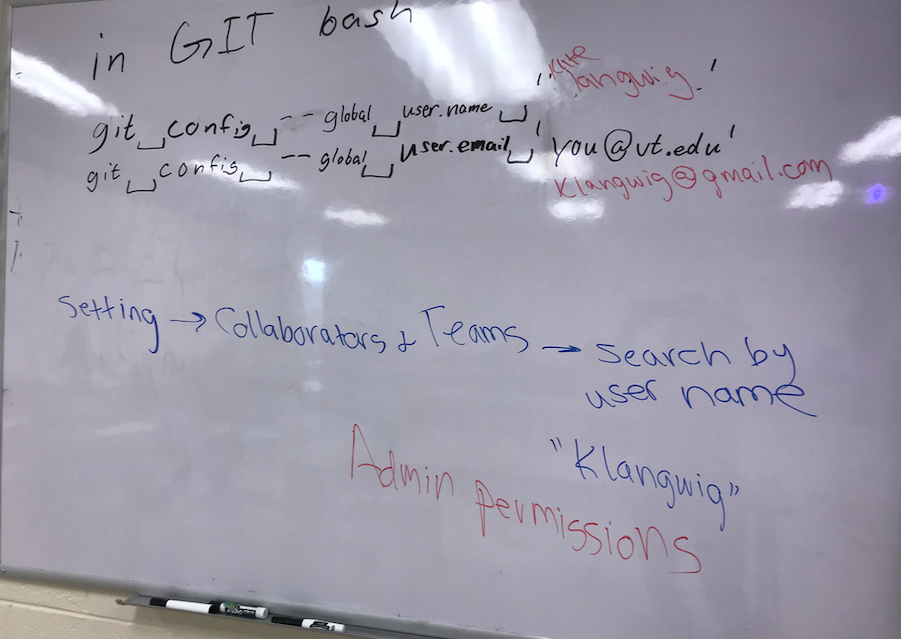 in GIT bash
git␣config␣--global␣user.name␣'Kate langwig'
git␣config␣--global␣user.email␣'you@vt.edu'
Klangwig@gmail.com
Setting → Collaborators & Teams → search by
user name
"Klangwig"
Admin permissions